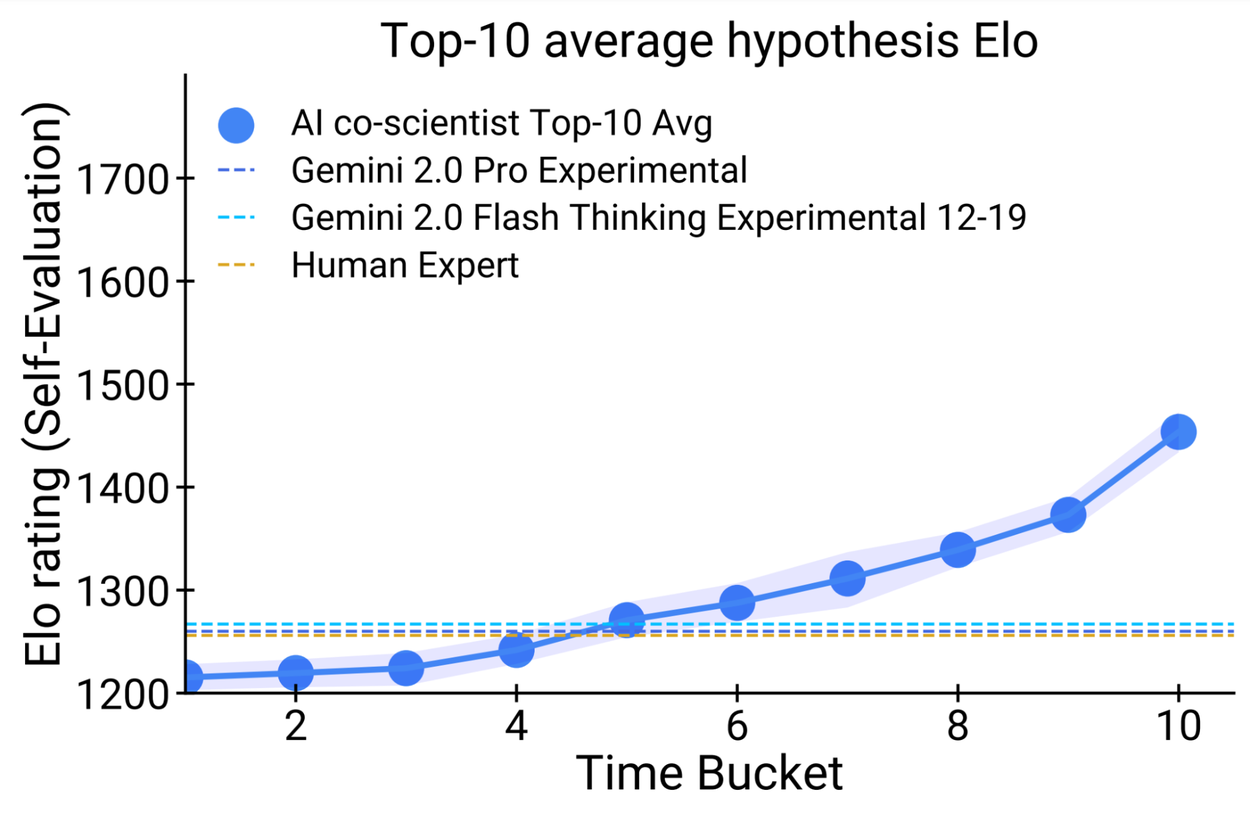 Top-10 average hypothesis Elo
AI co-scientist Top-10 Avg
Gemini 2.0 Pro Experimental
Gemini 2.0 Flash Thinking Experimental 12-19
Human Expert
Elo rating (Self-Evaluation)
1700
1600
1500
1400
1300
1200
2 4 6 8 10
Time Bucket